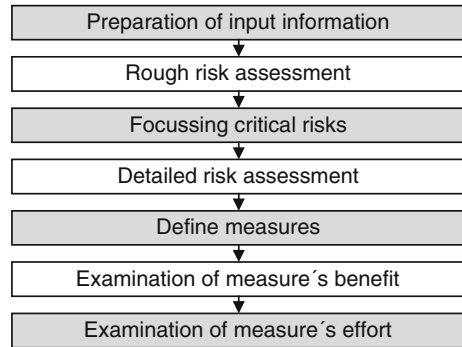 Preparation of input information
Rough risk assessment
Focussing critical risks
Detailed risk assessment
Define measures
Examination of measure´s benefit
Examination of measure´s effort